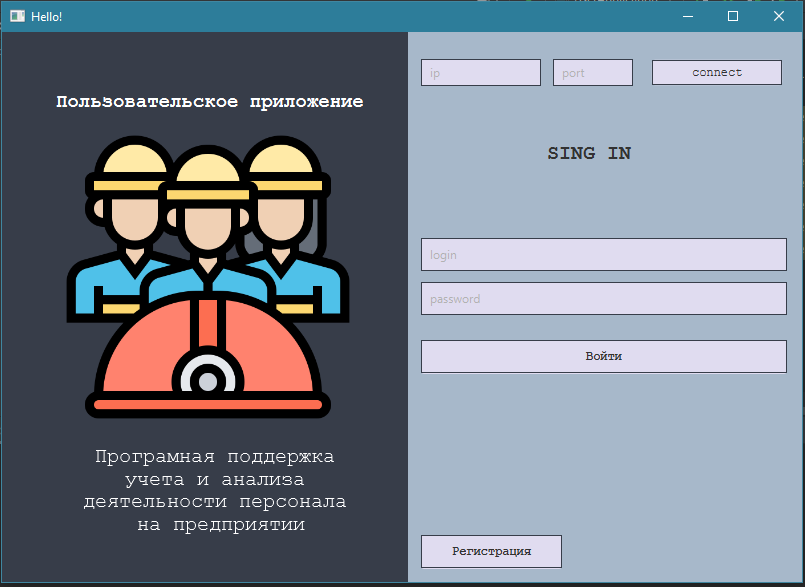 Hello!
Пользовательское приложение
Програмная поддержка
учета и анализа
деятельности персонала
на предприятии
ip
port
connect
SING IN
login
password
Войти
Регистрация